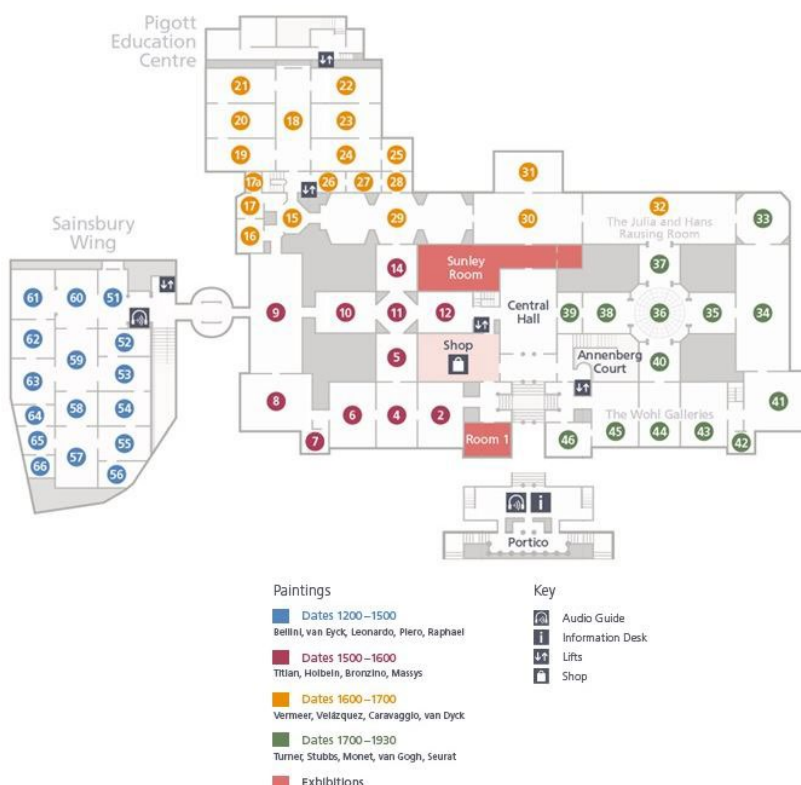 Pigott
Education
Centre
21
22
20
18
23
19
24
25
17a
26
27
28
31
17
15
29
30
32
33
16
The Julia and Hans
Rausing Room
Sainsbury
Wing
14
Sunley
Room
37
61
60
51
9
10
11
12
Central
Hall
39
38
36
35
34
62
52
59
5
Shop
Annenberg
Court
40
63
53
8
6
4
2
The Wohl Galleries
41
64
58
54
7
Room 1
46
45
44
43
42
65
55
66
57
56
Portico
Paintings
Dates 1200–1500
Bellini, van Eyck, Leonardo, Piero, Raphael
Dates 1500–1600
Titian, Holbein, Bronzino, Massys
Dates 1600–1700
Vermeer, Velázquez, Caravaggio, van Dyck
Dates 1700–1930
Turner, Stubbs, Monet, van Gogh, Seurat
Exhibitions
Key
Audio Guide
i Information Desk
Lifts
Shop